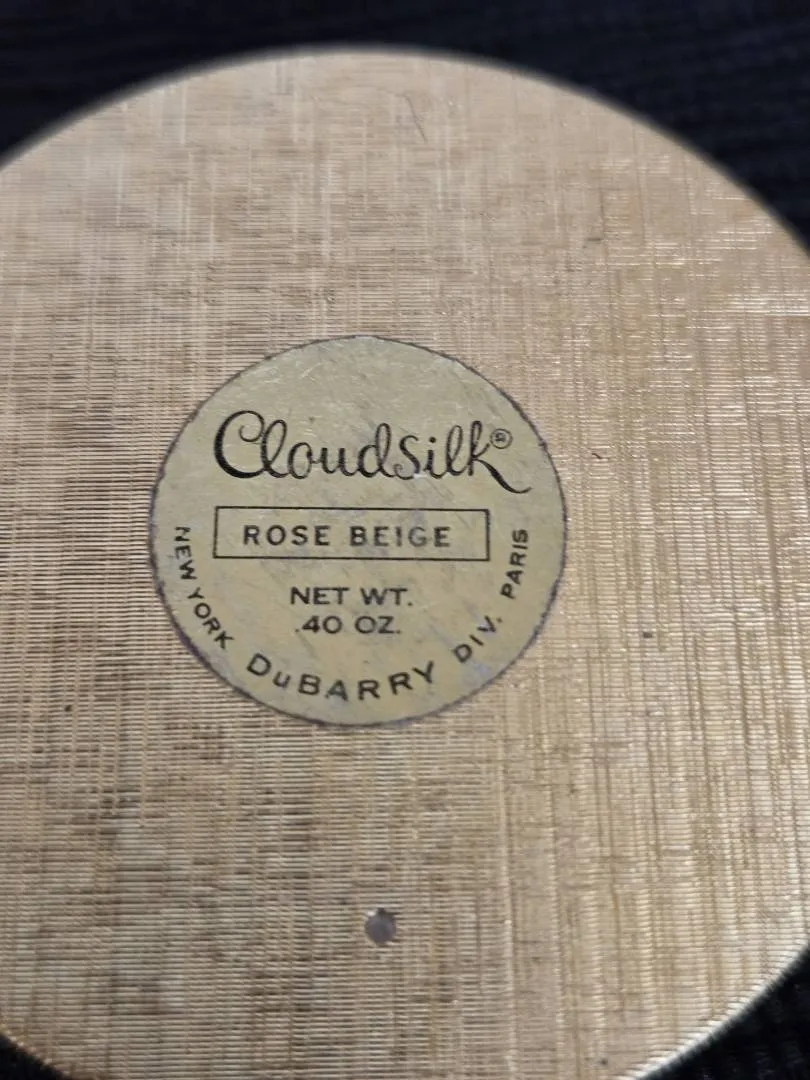 Cloudsilk®
ROSE BEIGE
NET WT.
.40 OZ.
NEW YORK DuBARRY DIV. PARIS